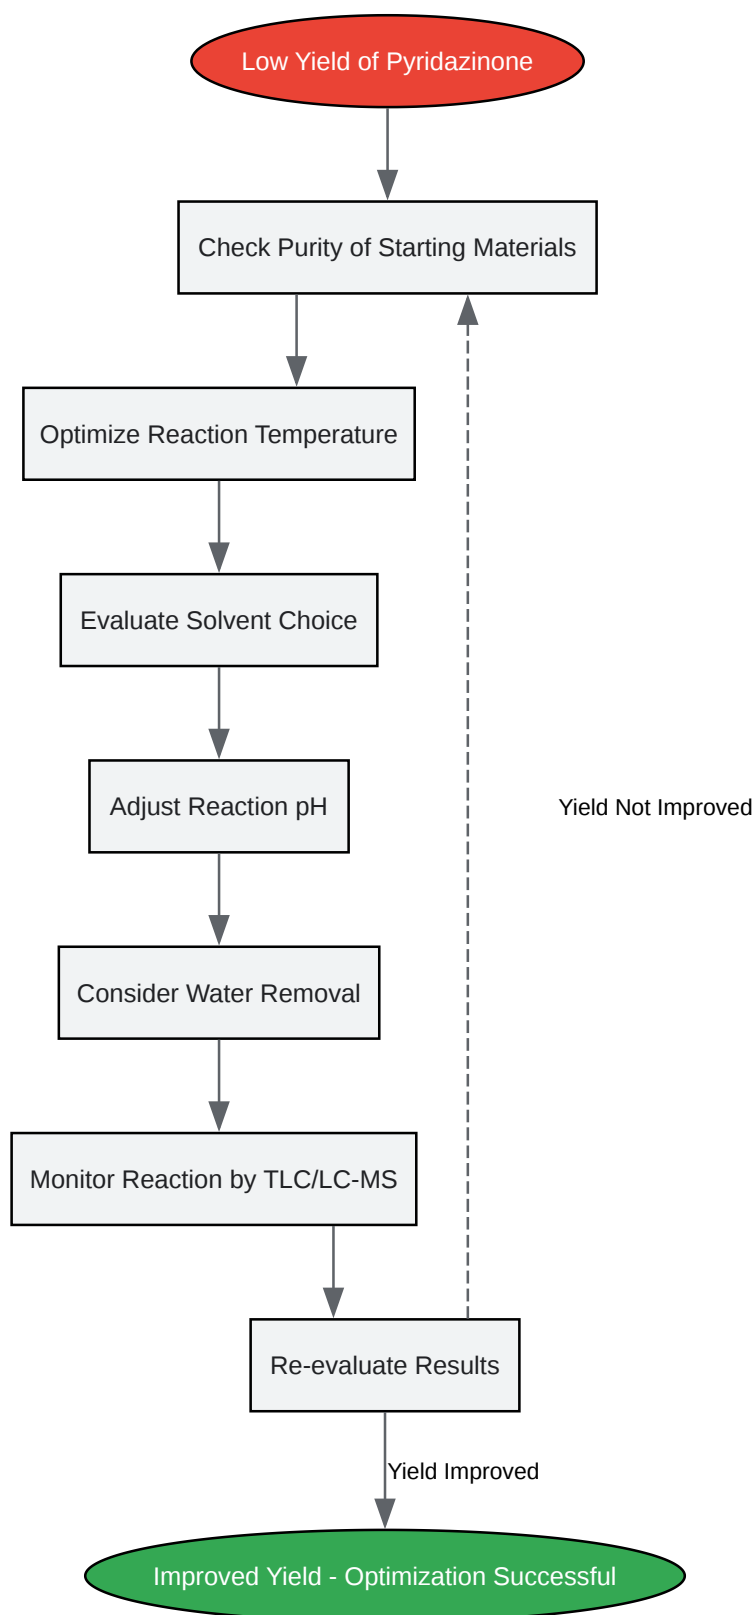 Low Yield of Pyridazinone
Check Purity of Starting Materials
Optimize Reaction Temperature
Evaluate Solvent Choice
Adjust Reaction pH
Yield Not Improved
Consider Water Removal
Monitor Reaction by TLC/LC-MS
Re-evaluate Results
Yield Improved
Improved Yield - Optimization Successful